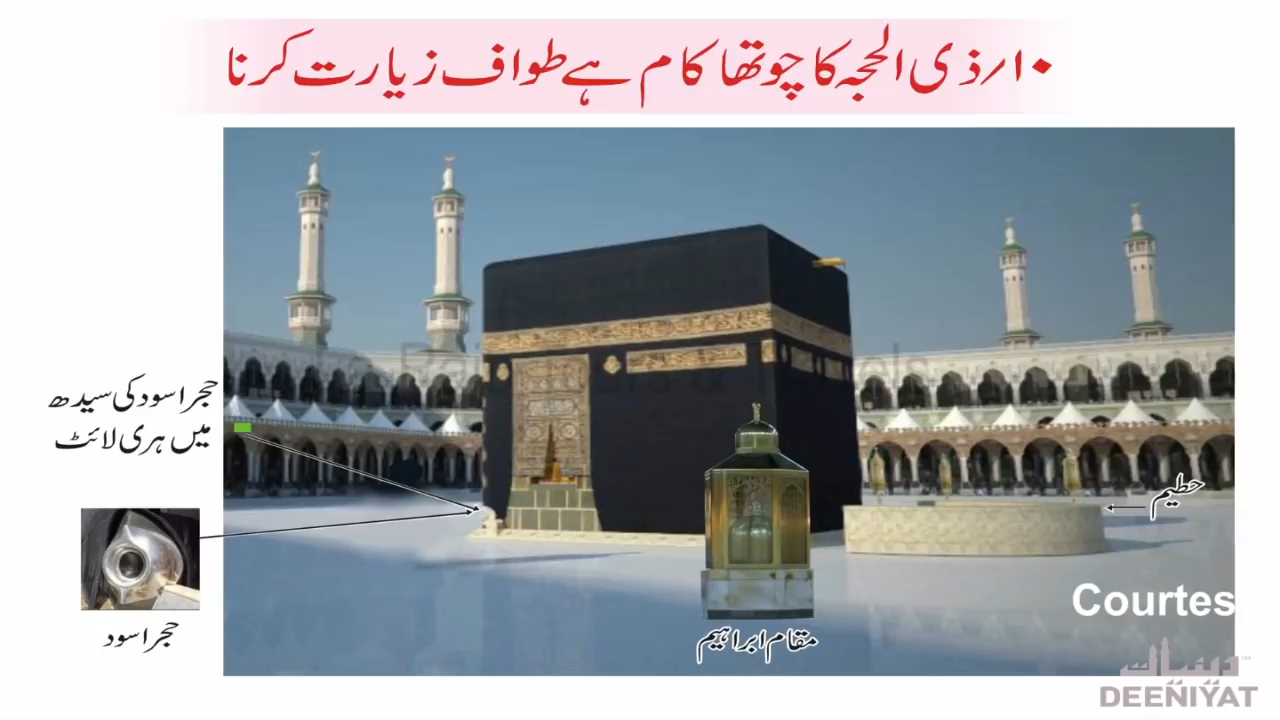 ۱۰؍ ذی الحجہ کا چوتھا کام ہے طواف زیارت کرنا
حجر اسود کی سیدھ
میں ہری لائٹ
حطیم
حجر اسود
مقام ابراہیم
Courtes
دینیات
DEENIYAT